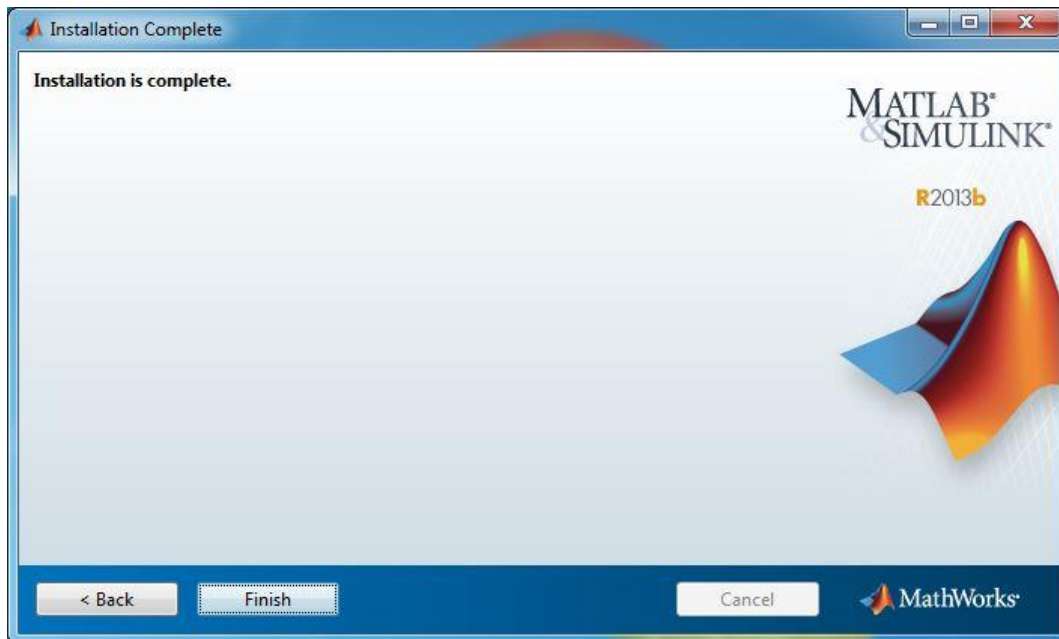 Installation Complete
Installation is complete.
MATLAB®
&SIMULINK®
R2013b
< Back
Finish
Cancel
MathWorks®